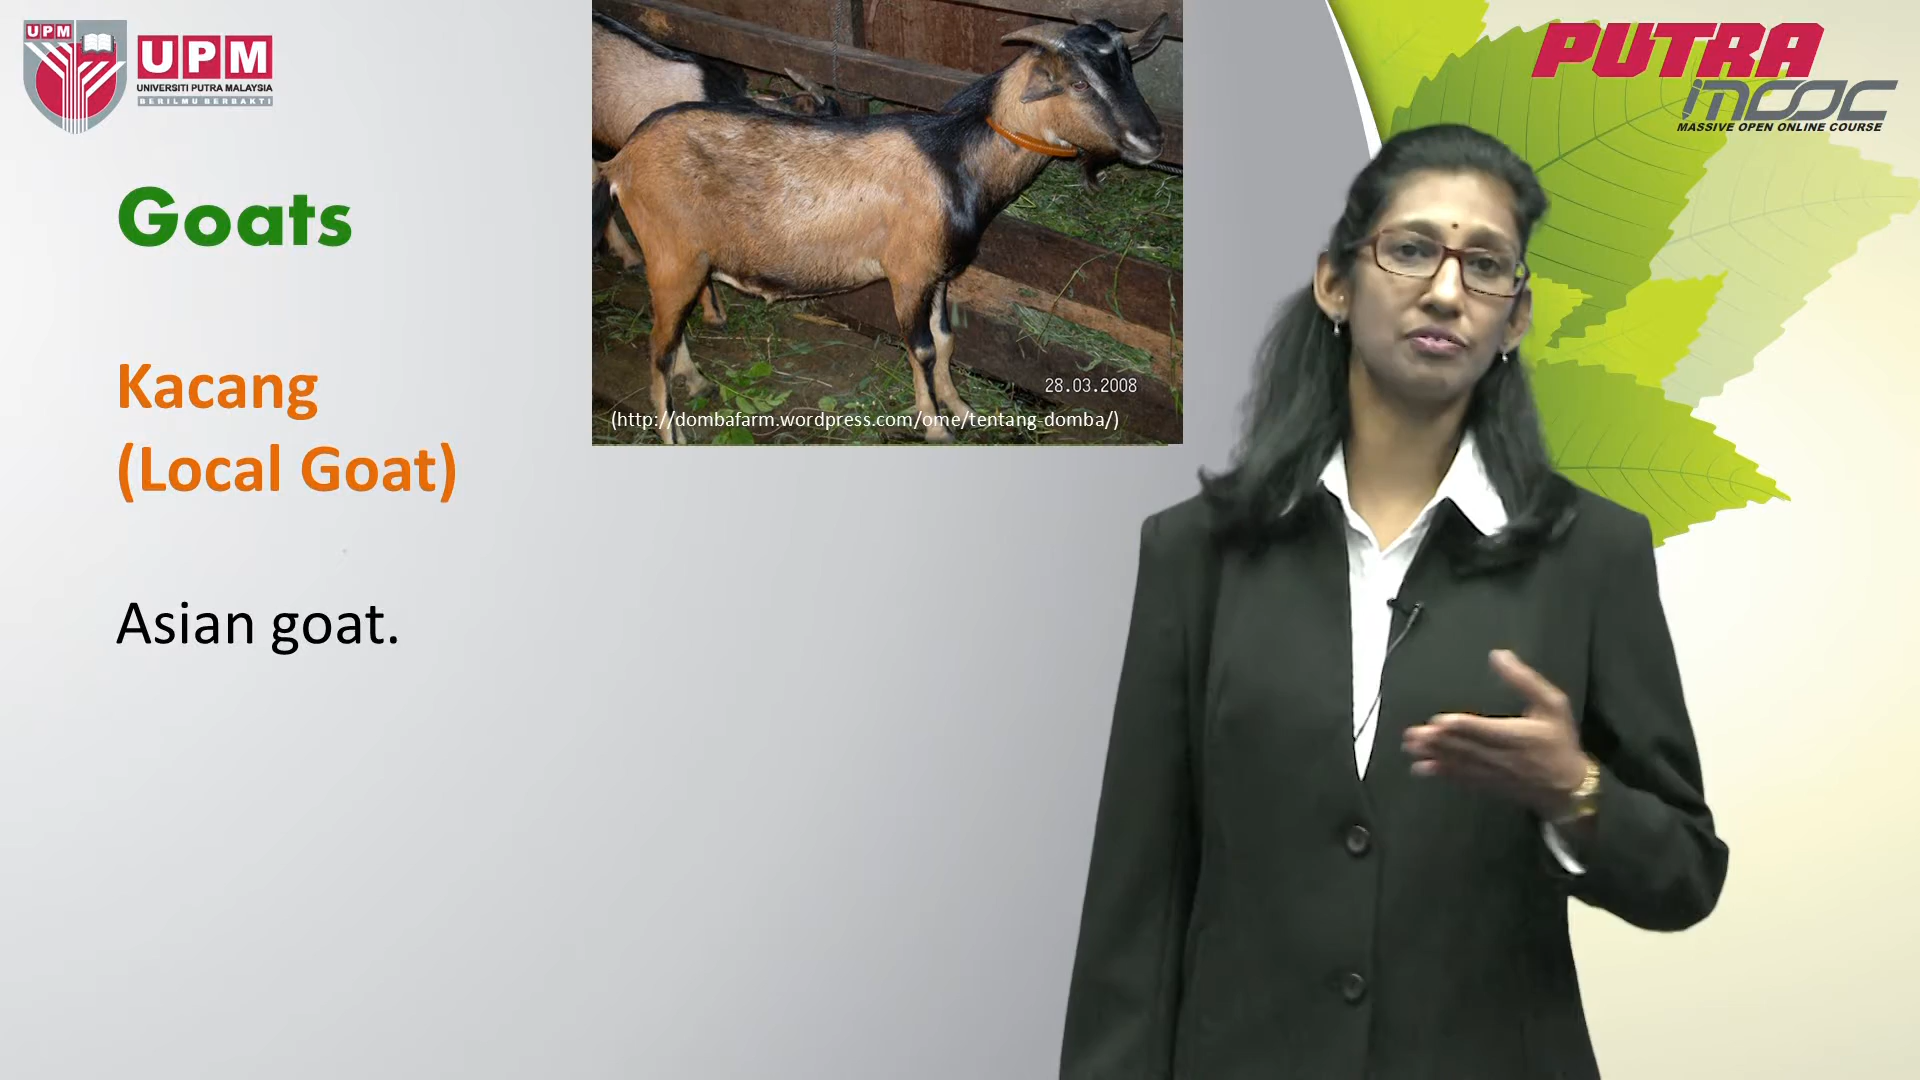 UPM
UPM
UNIVERSITI PUTRA MALAYSIA
BERILMU BERBAKTI
PUTRA
mooc
MASSIVE OPEN ONLINE COURSE
Goats
Kacang
(Local Goat)
Asian goat.
28.03.2008
(http://dombafarm.wordpress.com/ome/tentang-domba/)